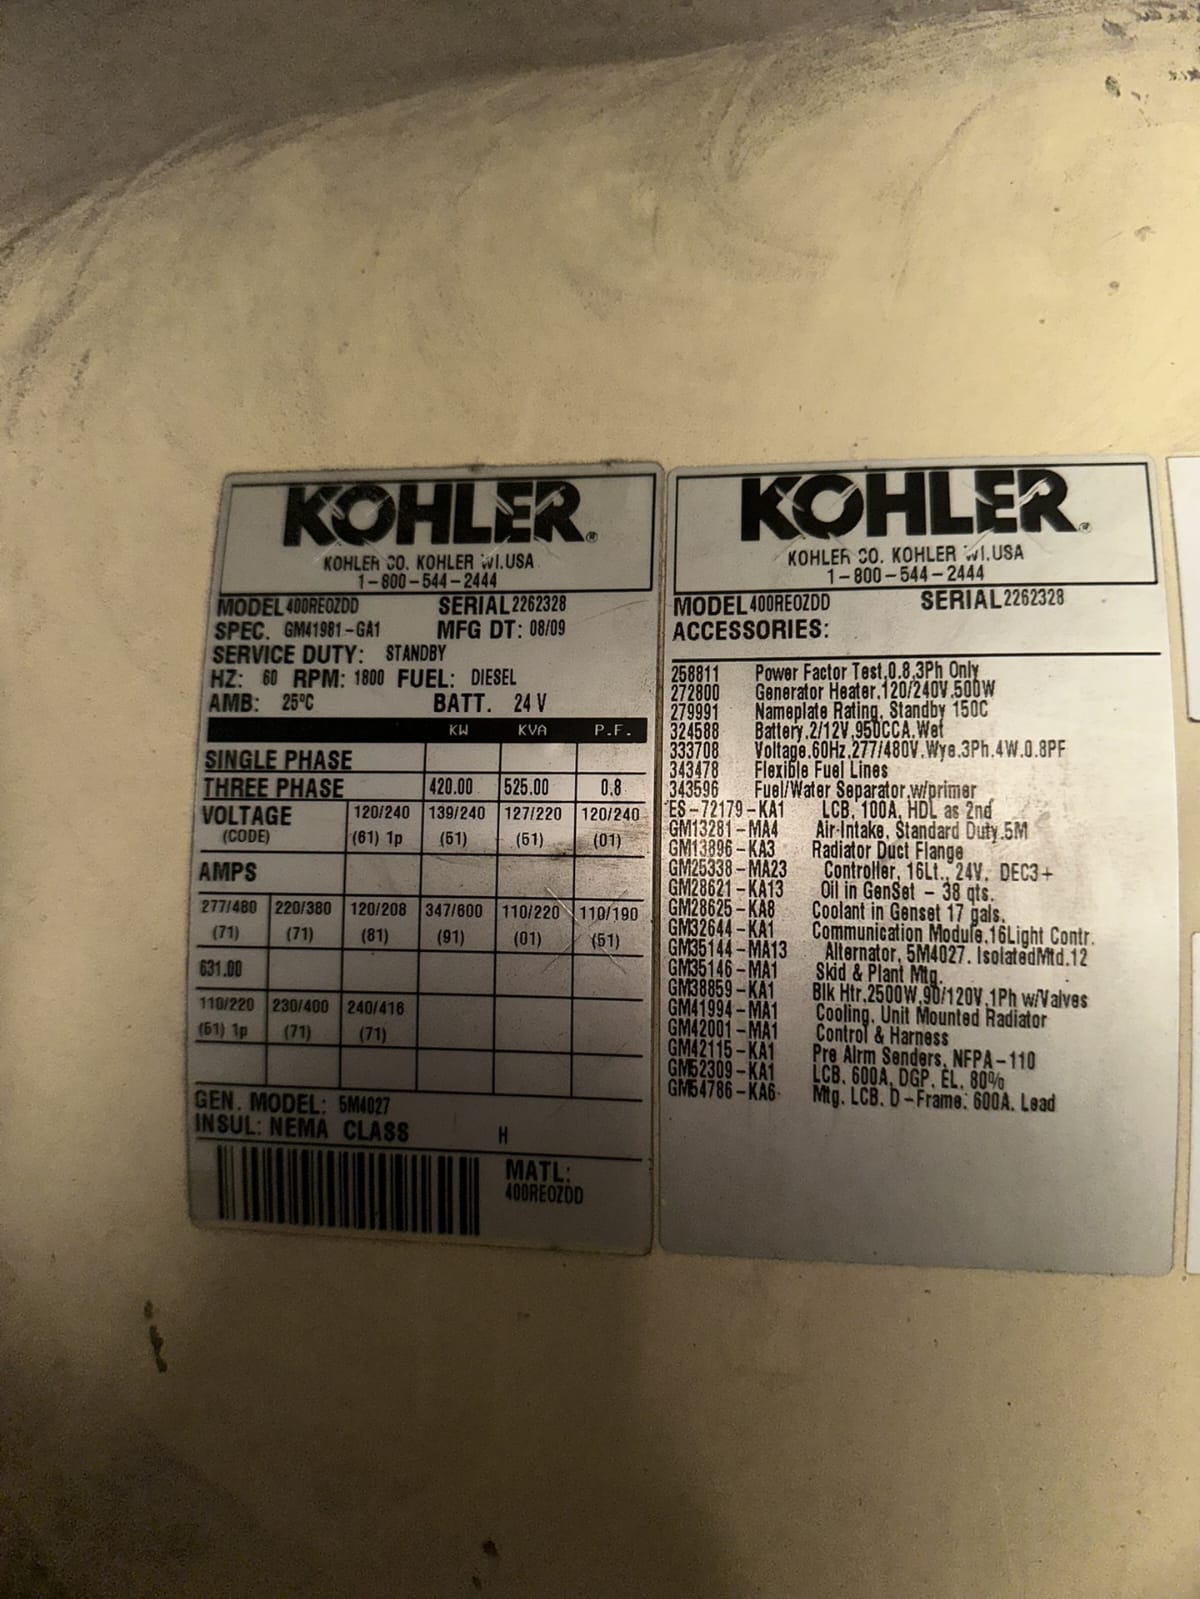 KOHLER®
KOHLER CO. KOHLER WI. USA
1-800-544-2444
MODEL 400REOZDD SERIAL 2262328
SPEC. GM41981-GA1 MFG DT: 08/09
SERVICE DUTY: STANDBY
HZ: 60 RPM: 1800 FUEL: DIESEL
AMB: 25°C BATT. 24 V
KW KVA P.F.
SINGLE PHASE
THREE PHASE 420.00 525.00 0.8
VOLTAGE 120/240 139/240 127/220 120/240
(CODE) (61) 1p (51) (51) (01)
AMPS
277/480 220/380 120/208 347/600 110/220 110/190
(71) (71) (81) (91) (01) (51)
631.00
110/220 230/400 240/416
(61) 1p (71) (71)
GEN. MODEL: 5M4027
INSUL: NEMA CLASS H
MATL:
400REOZDD
KOHLER®
KOHLER CO. KOHLER WI. USA
1-800-544-2444
MODEL 400REOZDD SERIAL 2262328
ACCESSORIES:
258811 Power Factor Test,0.8,3Ph Only
272800 Generator Heater,120/240V,500W
279991 Nameplate Rating, Standby 150C
324588 Battery,2/12V,950CCA,Wet
333708 Voltage,60Hz,277/480V,Wye,3Ph,4W,0.8PF
343478 Flexible Fuel Lines
343596 Fuel/Water Separator,w/primer
ES-72179-KA1 LCB, 100A, HDL as 2nd
GM13281-MA4 Air-Intake, Standard Duty,5M
GM13896-KA3 Radiator Duct Flange
GM25338-MA23 Controller, 16Lt., 24V, DEC3+
GM28621-KA13 Oil in GenSet - 38 qts.
GM28625-KA8 Coolant in Genset 17 gals.
GM32644-KA1 Communication Module,16Light Contr.
GM35144-MA13 Alternator, 5M4027, IsolatedMtd.12
GM35146-MA1 Skid & Plant Mtg.
GM38859-KA1 Blk Htr,2500W,90/120V,1Ph w/Valves
GM41994-MA1 Cooling, Unit Mounted Radiator
GM42001-MA1 Control & Harness
GM42115-KA1 Pre Alrm Senders, NFPA-110
GM52309-KA1 LCB, 600A, DGP, EL, 80%
GM54786-KA6 Mtg, LCB, D-Frame, 600A, Lead